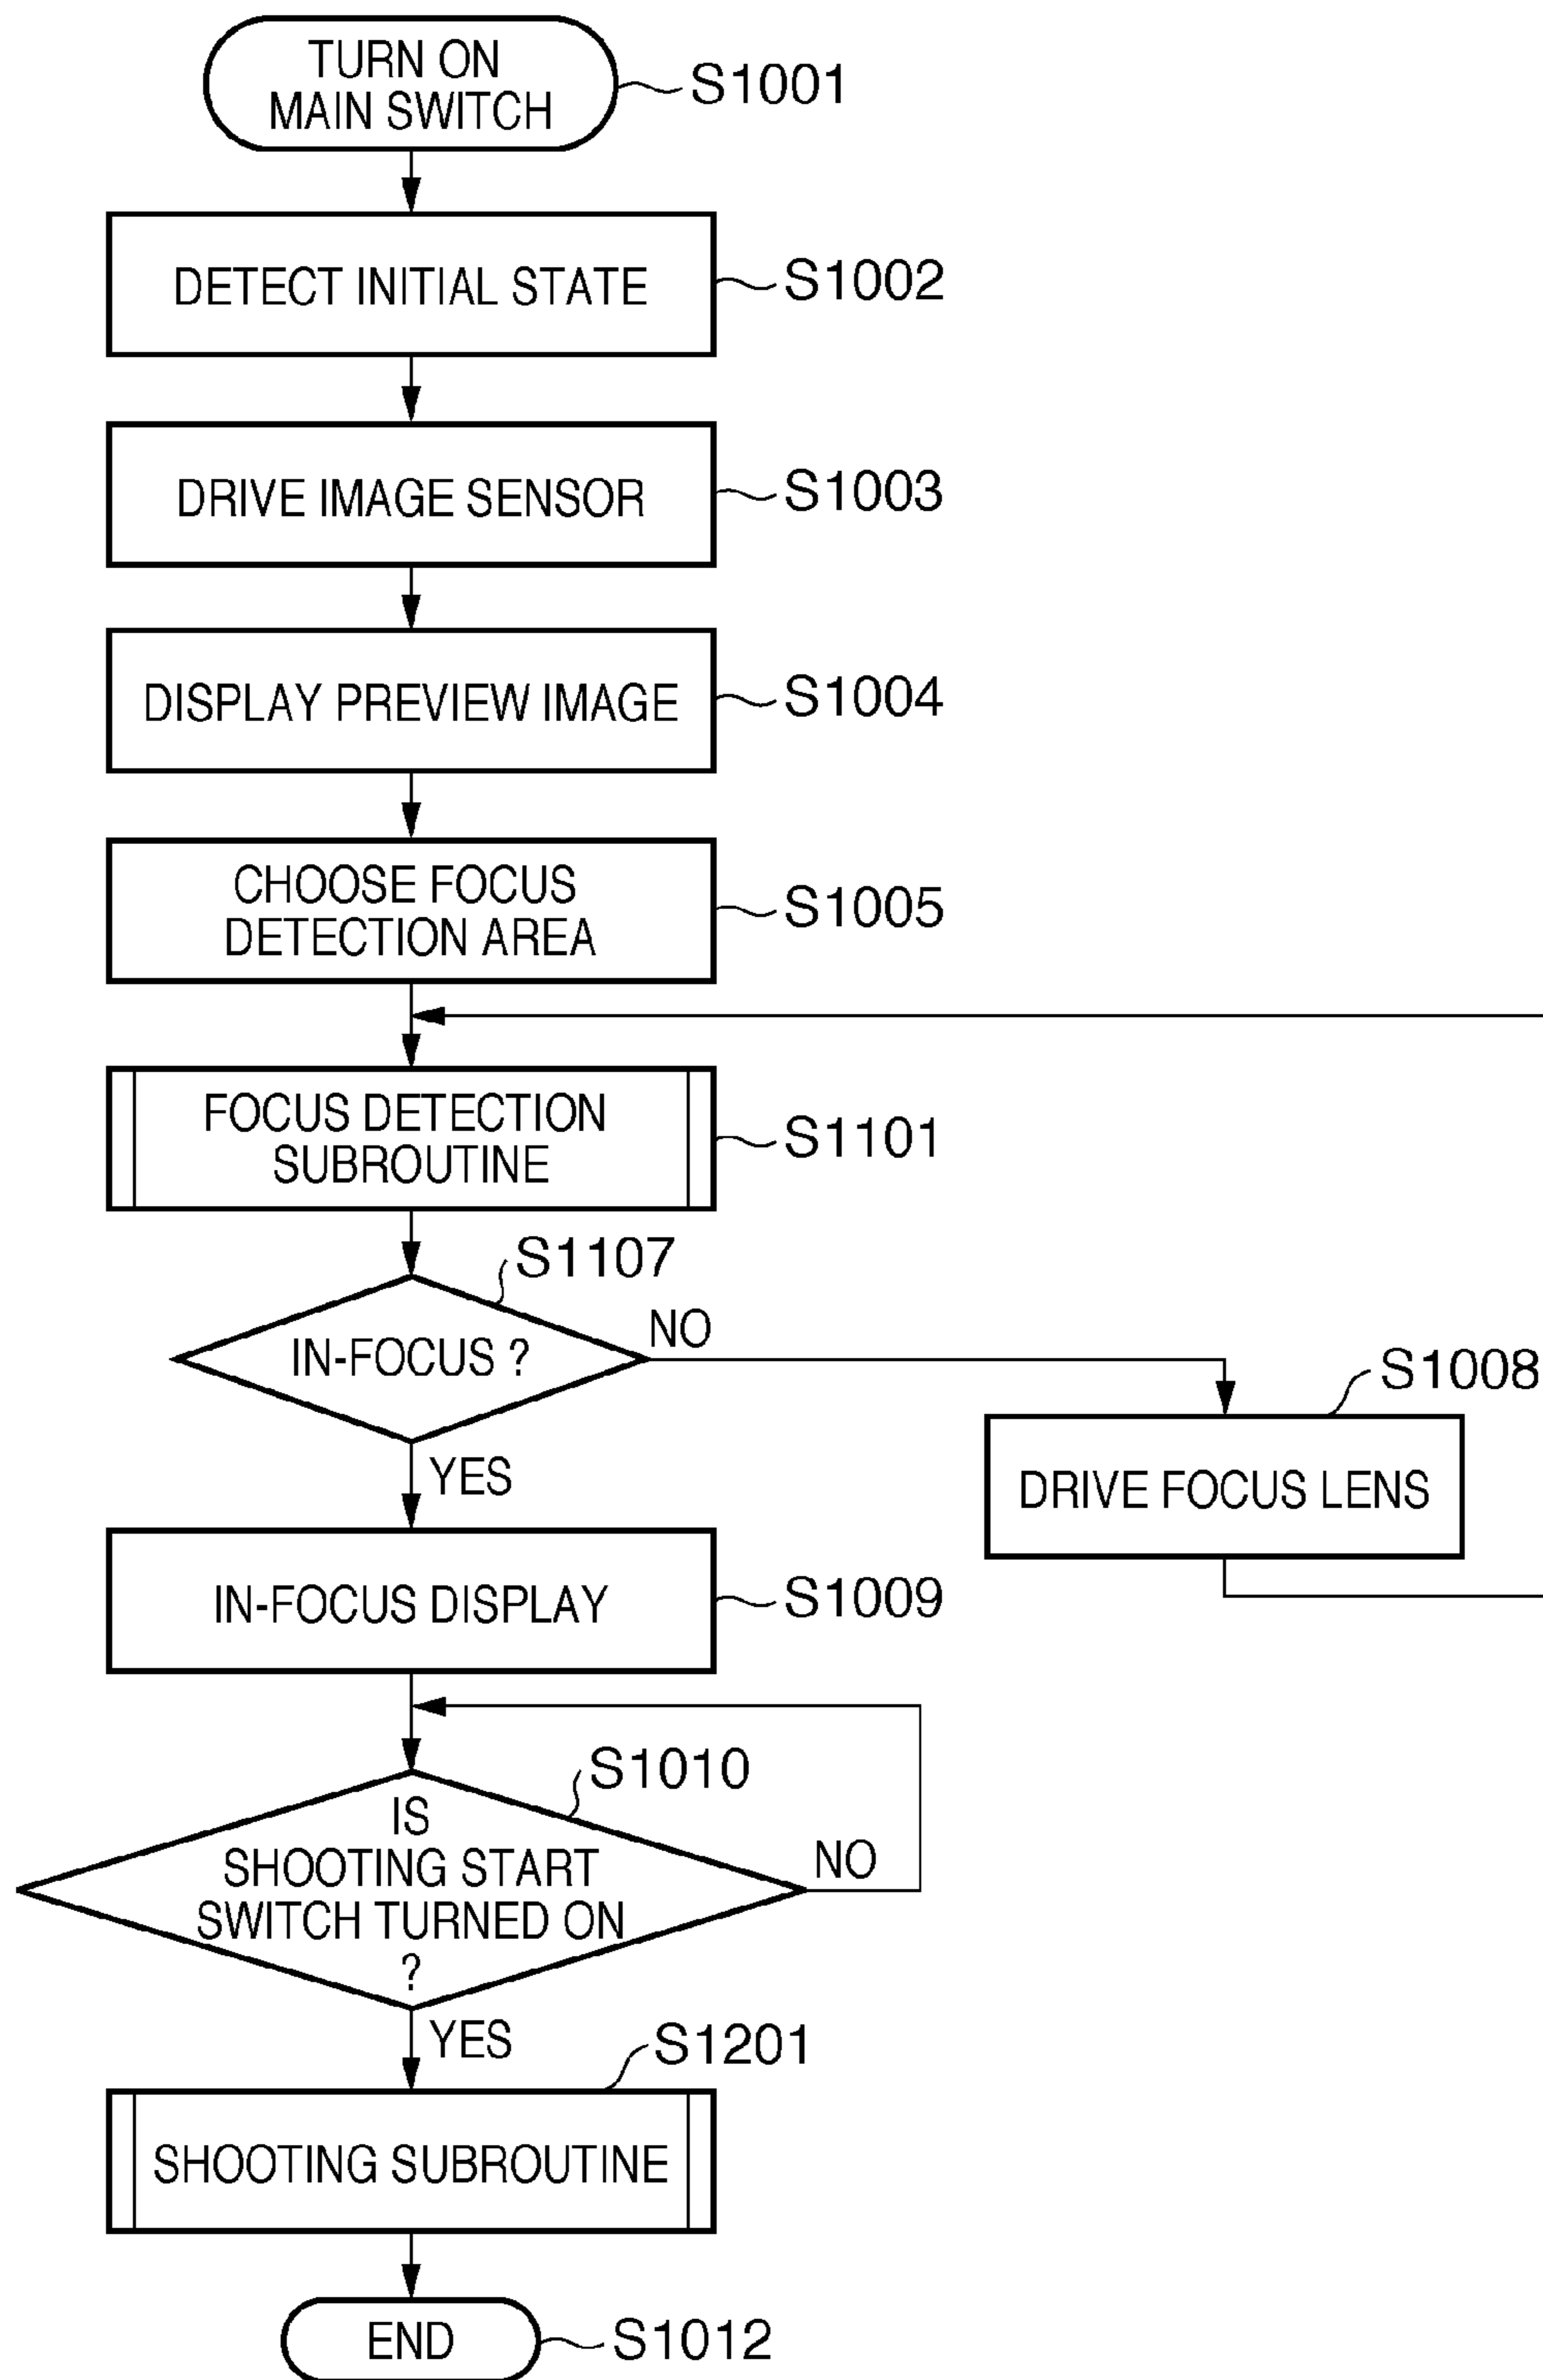 TURN ON
MAIN SWITCH
S1001
DETECT INITIAL STATE
S1002
DRIVE IMAGE SENSOR
S1003
DISPLAY PREVIEW IMAGE
S1004
CHOOSE FOCUS
DETECTION AREA
S1005
FOCUS DETECTION
SUBROUTINE
S1101
S1107
IN-FOCUS ?
NO
YES
S1008
DRIVE FOCUS LENS
IN-FOCUS DISPLAY
S1009
S1010
IS
SHOOTING START
SWITCH TURNED ON
?
NO
YES
S1201
SHOOTING SUBROUTINE
END
S1012